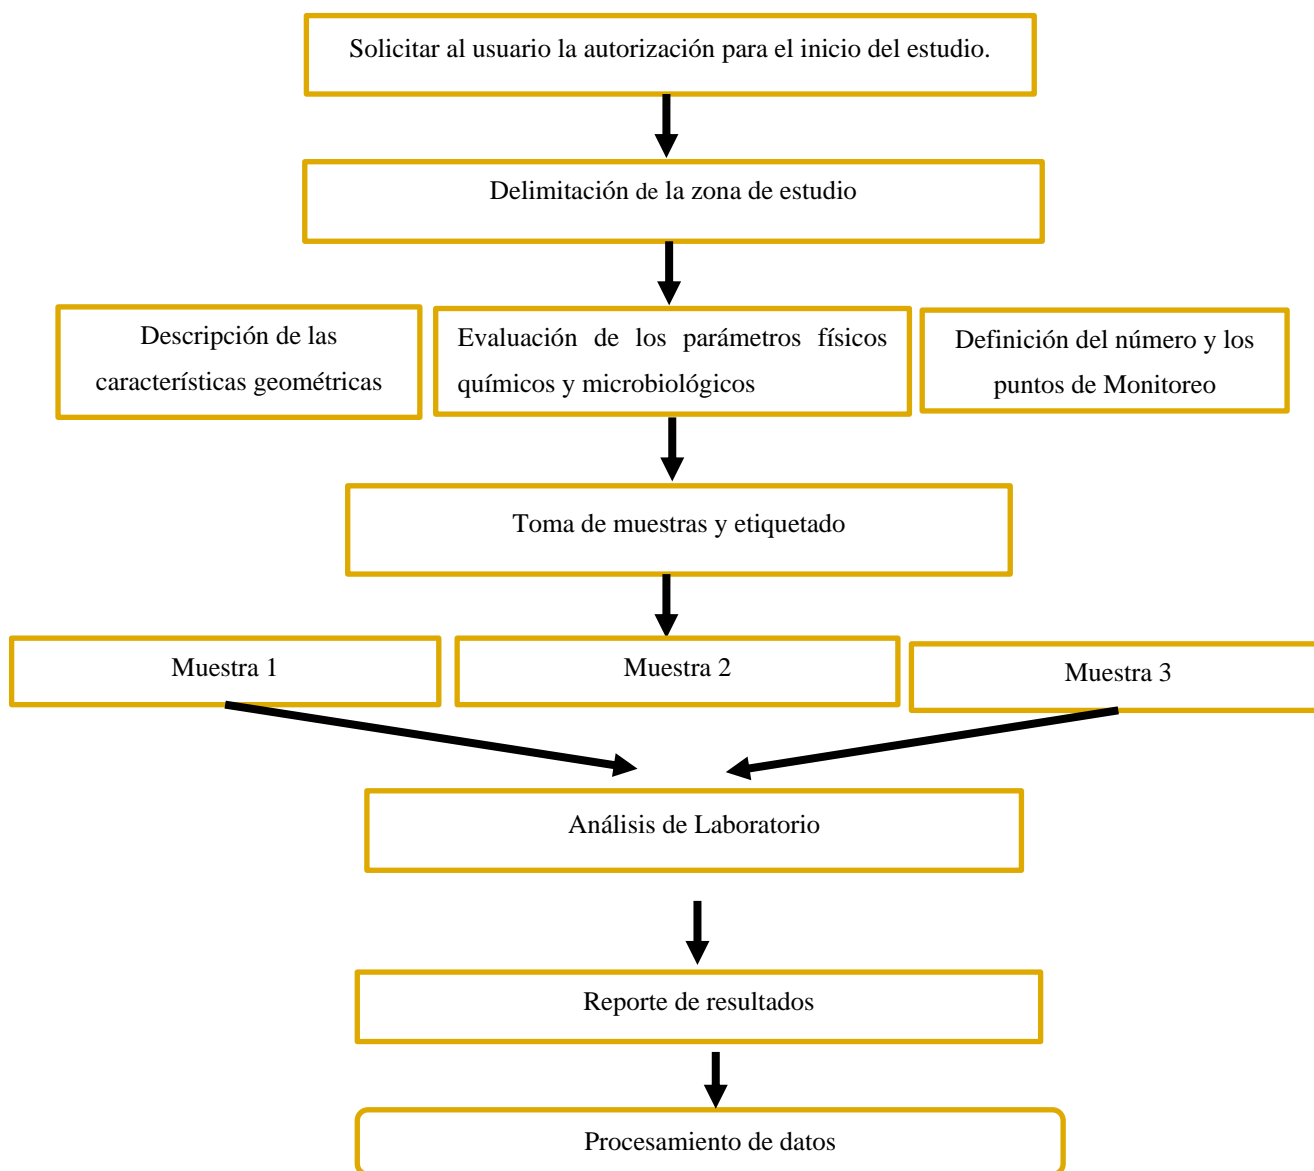 Solicitar al usuario la autorización para el inicio del estudio.
Delimitación de la zona de estudio
Descripción de las
características geométricas
Evaluación de los parámetros físicos
químicos y microbiológicos
Definición del número y los
puntos de Monitoreo
Toma de muestras y etiquetado
Muestra 1
Muestra 2
Muestra 3
Análisis de Laboratorio
Reporte de resultados
Procesamiento de datos